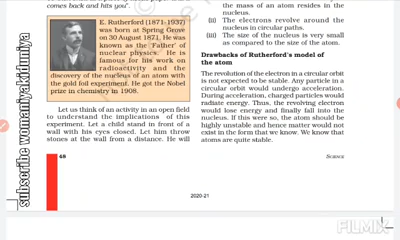 comes back and hits you".
E. Rutherford (1871-1937)
was born at Spring Grove
on 30 August 1871. He was
known as the 'Father' of
nuclear physics. He is
famous for his work on
radioactivity and the
discovery of the nucleus of an atom with
the gold foil experiment. He got the Nobel
prize in chemistry in 1908.
Let us think of an activity in an open field
to understand the implications of this
experiment. Let a child stand in front of a
wall with his eyes closed. Let him throw
stones at the wall from a distance. He will
the mass of an atom resides in the
nucleus.
(ii) The electrons revolve around the
nucleus in circular paths.
(iii) The size of the nucleus is very small
as compared to the size of the atom.
Drawbacks of Rutherford's model of
the atom
The revolution of the electron in a circular orbit
is not expected to be stable. Any particle in a
circular orbit would undergo acceleration.
During acceleration, charged particles would
radiate energy. Thus, the revolving electron
would lose energy and finally fall into the
nucleus. If this were so, the atom should be
highly unstable and hence matter would not
exist in the form that we know. We know that
atoms are quite stable.
48
SCIENCE
2020-21
subscribe womaniyakiduniya
FILMIX